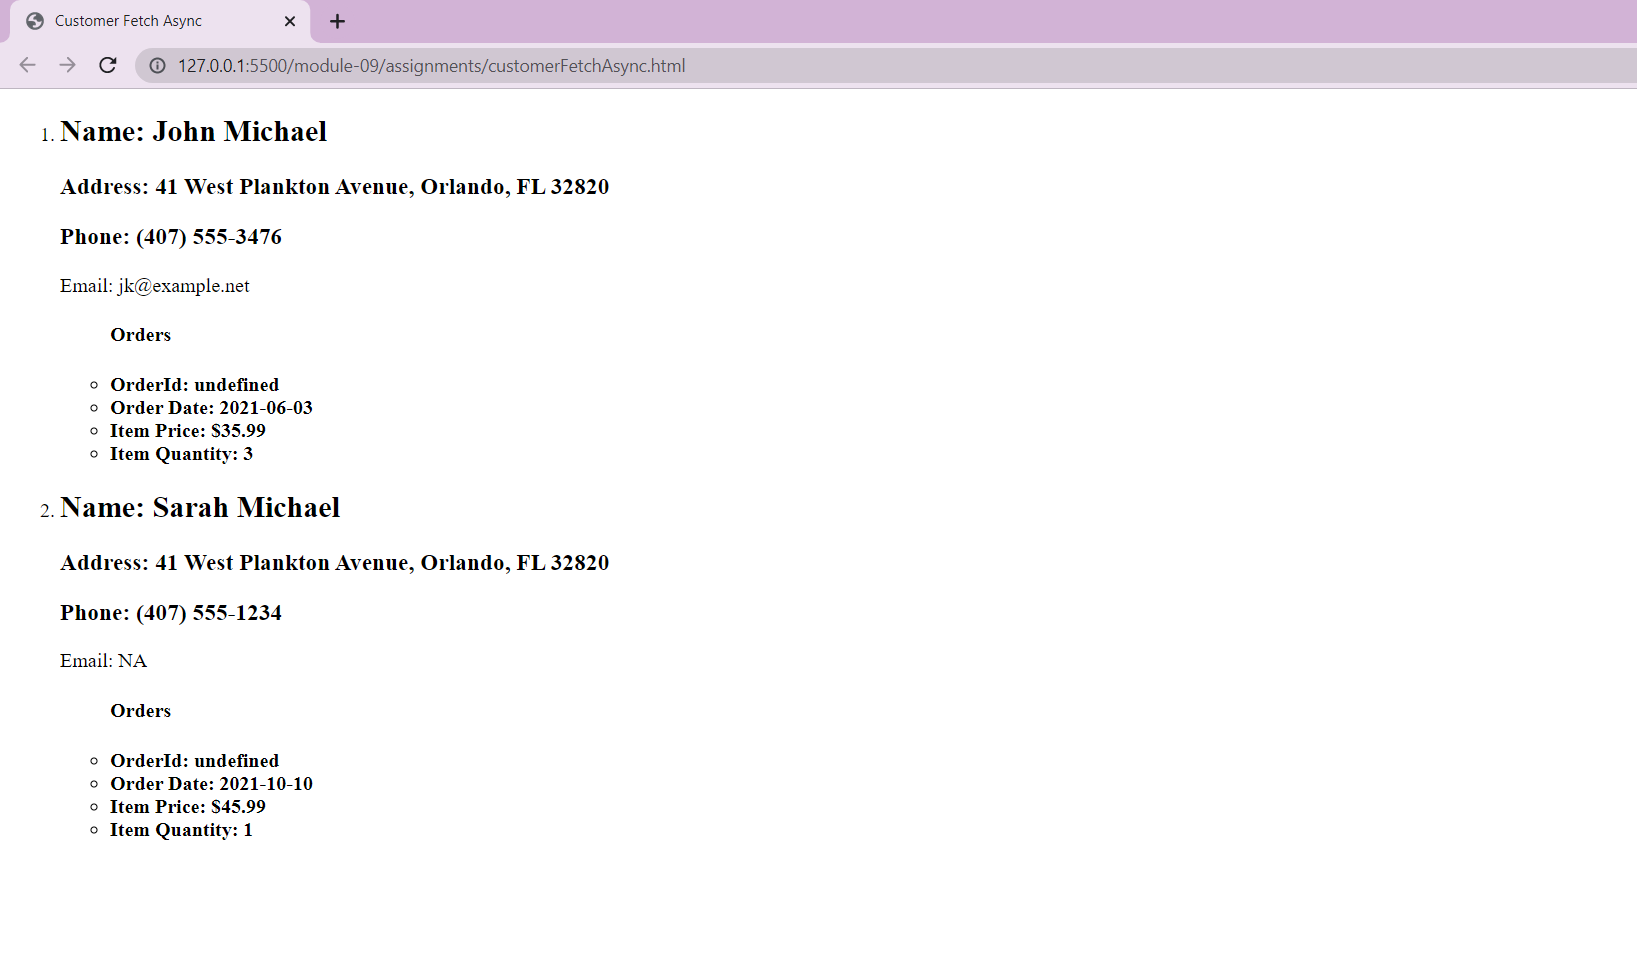 Customer Fetch Async
127.0.0.1:5500/module-09/assignments/customerFetchAsync.html
1. Name: John Michael
Address: 41 West Plankton Avenue, Orlando, FL 32820
Phone: (407) 555-3476
Email: jk@example.net
Orders
OrderId: undefined
Order Date: 2021-06-03
Item Price: $35.99
Item Quantity: 3
2. Name: Sarah Michael
Address: 41 West Plankton Avenue, Orlando, FL 32820
Phone: (407) 555-1234
Email: NA
Orders
OrderId: undefined
Order Date: 2021-10-10
Item Price: $45.99
Item Quantity: 1